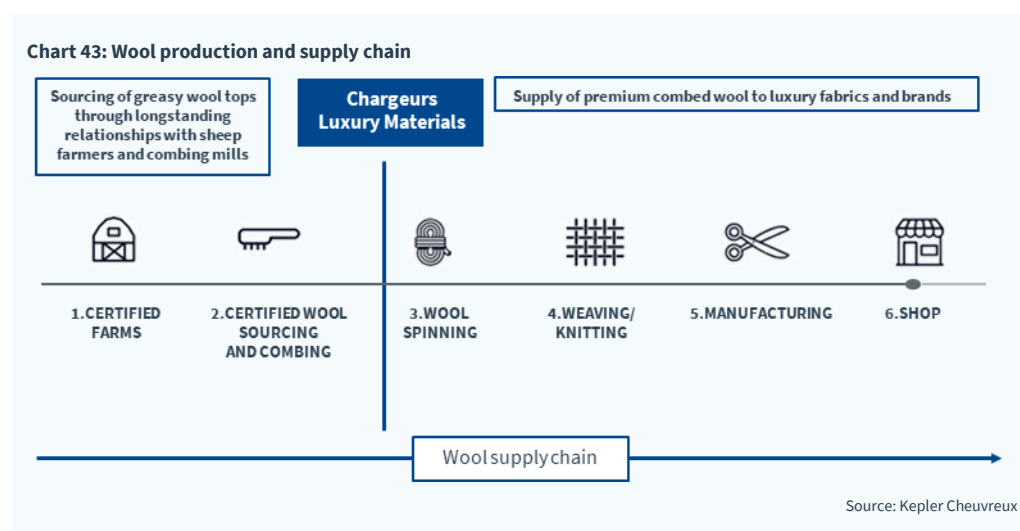 Chart 43: Wool production and supply chain
Sourcing of greasy wool tops
through longstanding
relationships with sheep
farmers and combing mills
Chargeurs
Luxury Materials
Supply of premium combed wool to luxury fabrics and brands
1.CERTIFIED
FARMS
2.CERTIFIED WOOL
SOURCING
AND COMBING
3.WOOL
SPINNING
4.WEAVING/
KNITTING
5.MANUFACTURING
6.SHOP
Wool supply chain
Source: Kepler Cheuvreux